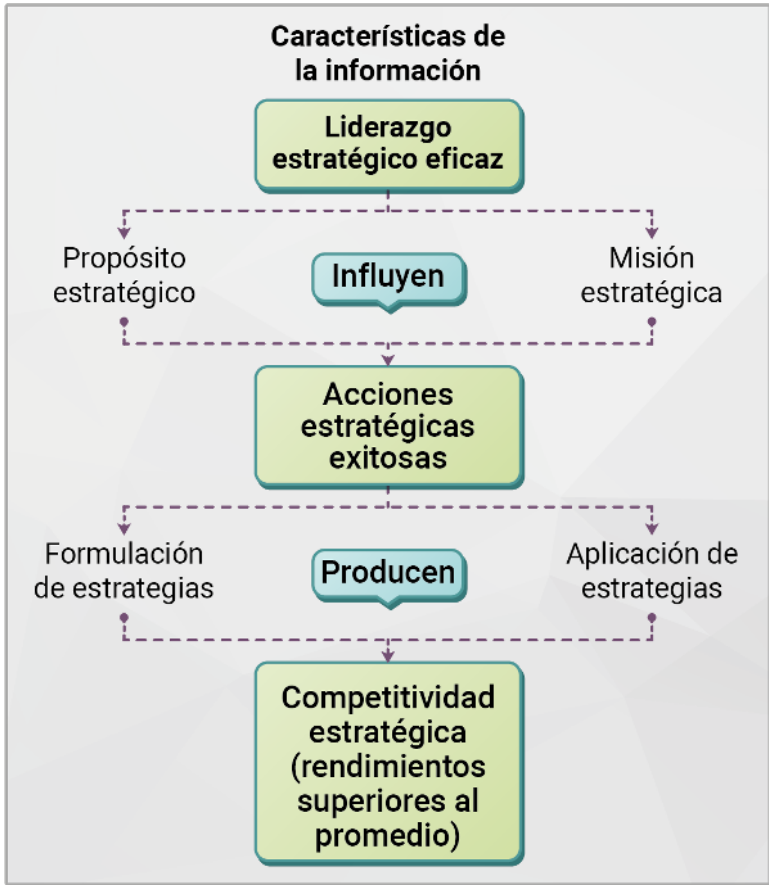 Características de
la información
Liderazgo
estratégico eficaz
Propósito
estratégico
Influyen
Misión
estratégica
Acciones
estratégicas
exitosas
Formulación
de estrategias
Producen
Aplicación de
estrategias
Competitividad
estratégica
(rendimientos
superiores al
promedio)